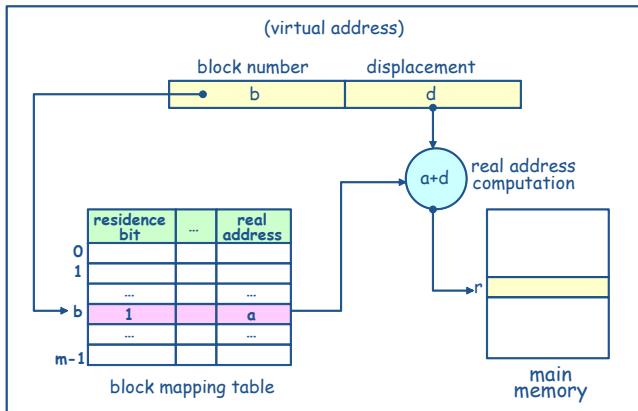 (virtual address)
block number displacement
b d
a+d
real address
computation
residence
bit
...
real
address
0
1
... ...
b 1 a
... ...
m-1
r
block mapping table
main
memory